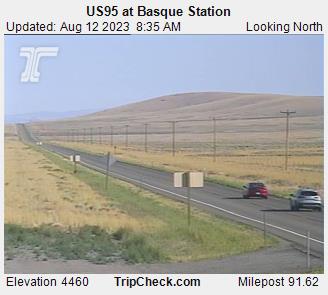 US95 at Basque Station
Updated: Aug 12 2023 8:35 AM Looking North
Elevation 4460 TripCheck.com Milepost 91.62